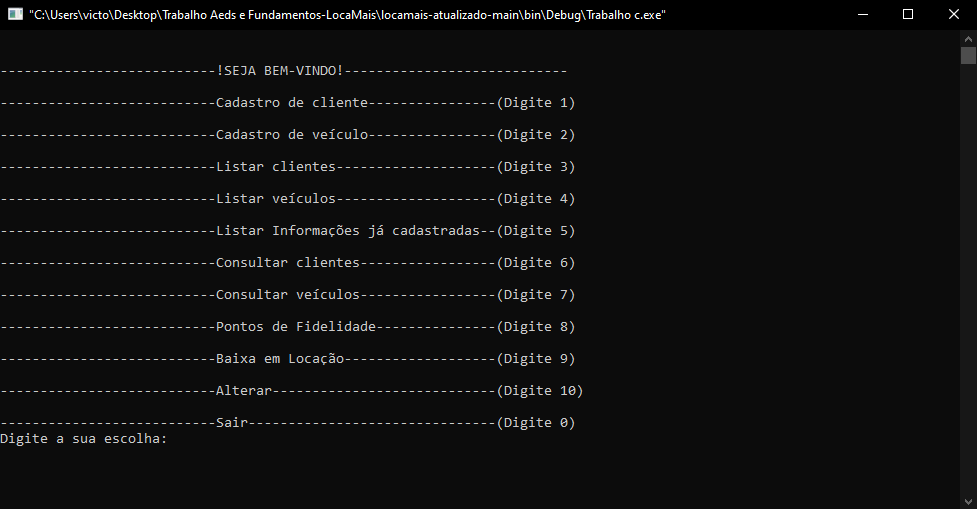 "C:\Users\victo\Desktop\Trabalho Aeds e Fundamentos-LocaMais\locamais-atualizado-main\bin\Debug\Trabalho c.exe"
---------------------------!SEJA BEM-VINDO!----------------------------
---------------------------Cadastro de cliente----------------(Digite 1)
---------------------------Cadastro de veículo----------------(Digite 2)
---------------------------Listar clientes--------------------(Digite 3)
---------------------------Listar veículos--------------------(Digite 4)
---------------------------Listar Informações já cadastradas--(Digite 5)
---------------------------Consultar clientes-----------------(Digite 6)
---------------------------Consultar veículos-----------------(Digite 7)
---------------------------Pontos de Fidelidade---------------(Digite 8)
---------------------------Baixa em Locação-------------------(Digite 9)
---------------------------Alterar----------------------------(Digite 10)
---------------------------Sair-------------------------------(Digite 0)
Digite a sua escolha: